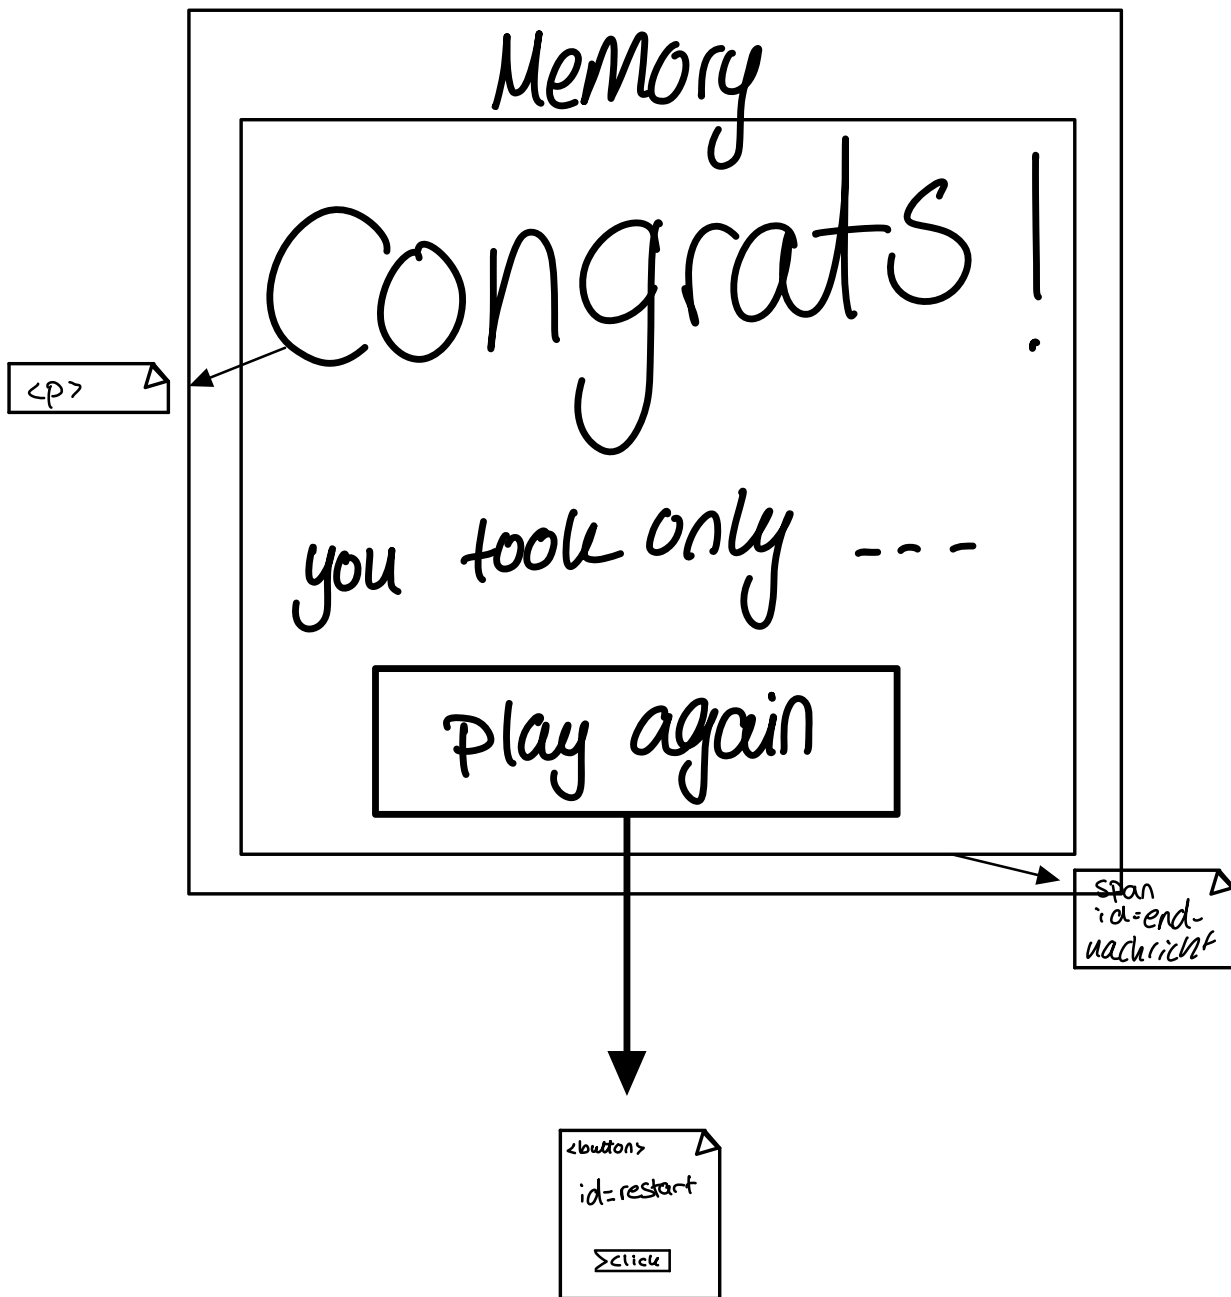 Memory
Congrats!
<p>
you took only ---
Play again
span
id=end-
nachricht
<button>
id=restart
click